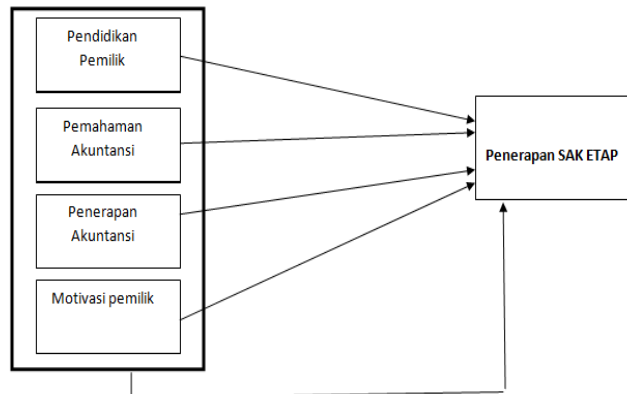 Pendidikan
Pemilik
Pemahaman
Akuntansi
Penerapan SAK ETAP
Penerapan
Akuntansi
Motivasi pemilik